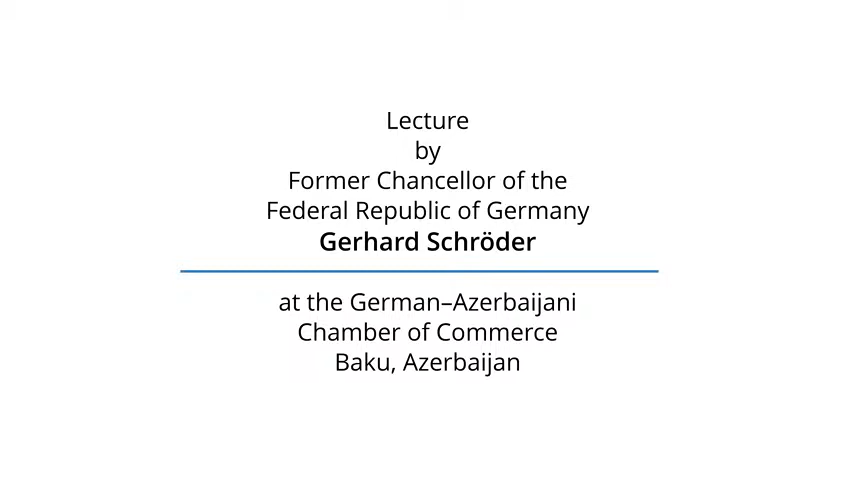 Lecture
by
Former Chancellor of the
Federal Republic of Germany
Gerhard Schröder
at the German–Azerbaijani
Chamber of Commerce
Baku, Azerbaijan